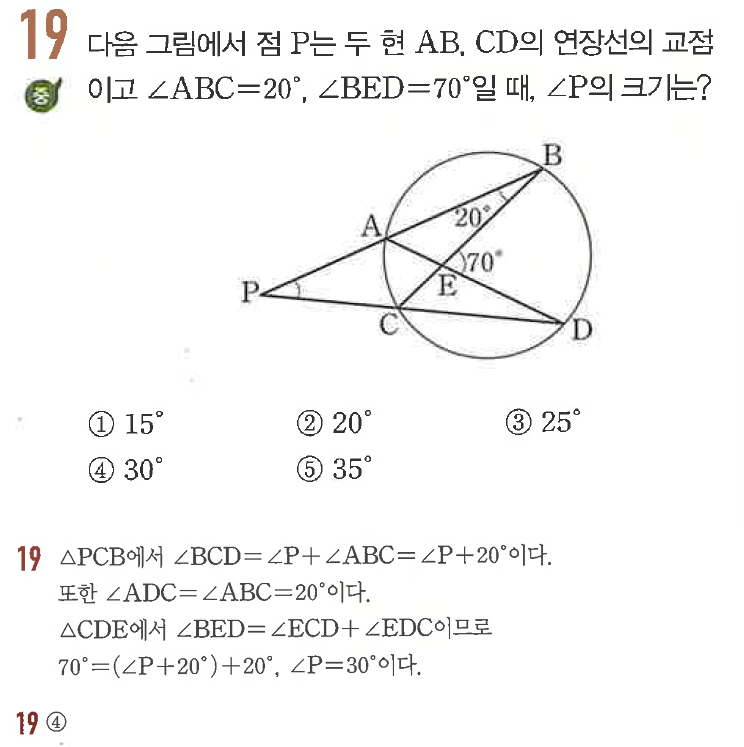 19 다음 그림에서 점 P는 두 현 AB, CD의 연장선의 교점
중 이고 ∠ABC=20°, ∠BED=70°일 때, ∠P의 크기는?
B
20°
A
70°
P
E
C
D
① 15° ② 20° ③ 25°
④ 30° ⑤ 35°
19 △PCB에서 ∠BCD=∠P+∠ABC=∠P+20°이다.
또한 ∠ADC=∠ABC=20°이다.
△CDE에서 ∠BED=∠ECD+∠EDC이므로
70°=(∠P+20°)+20°, ∠P=30°이다.
19 ④